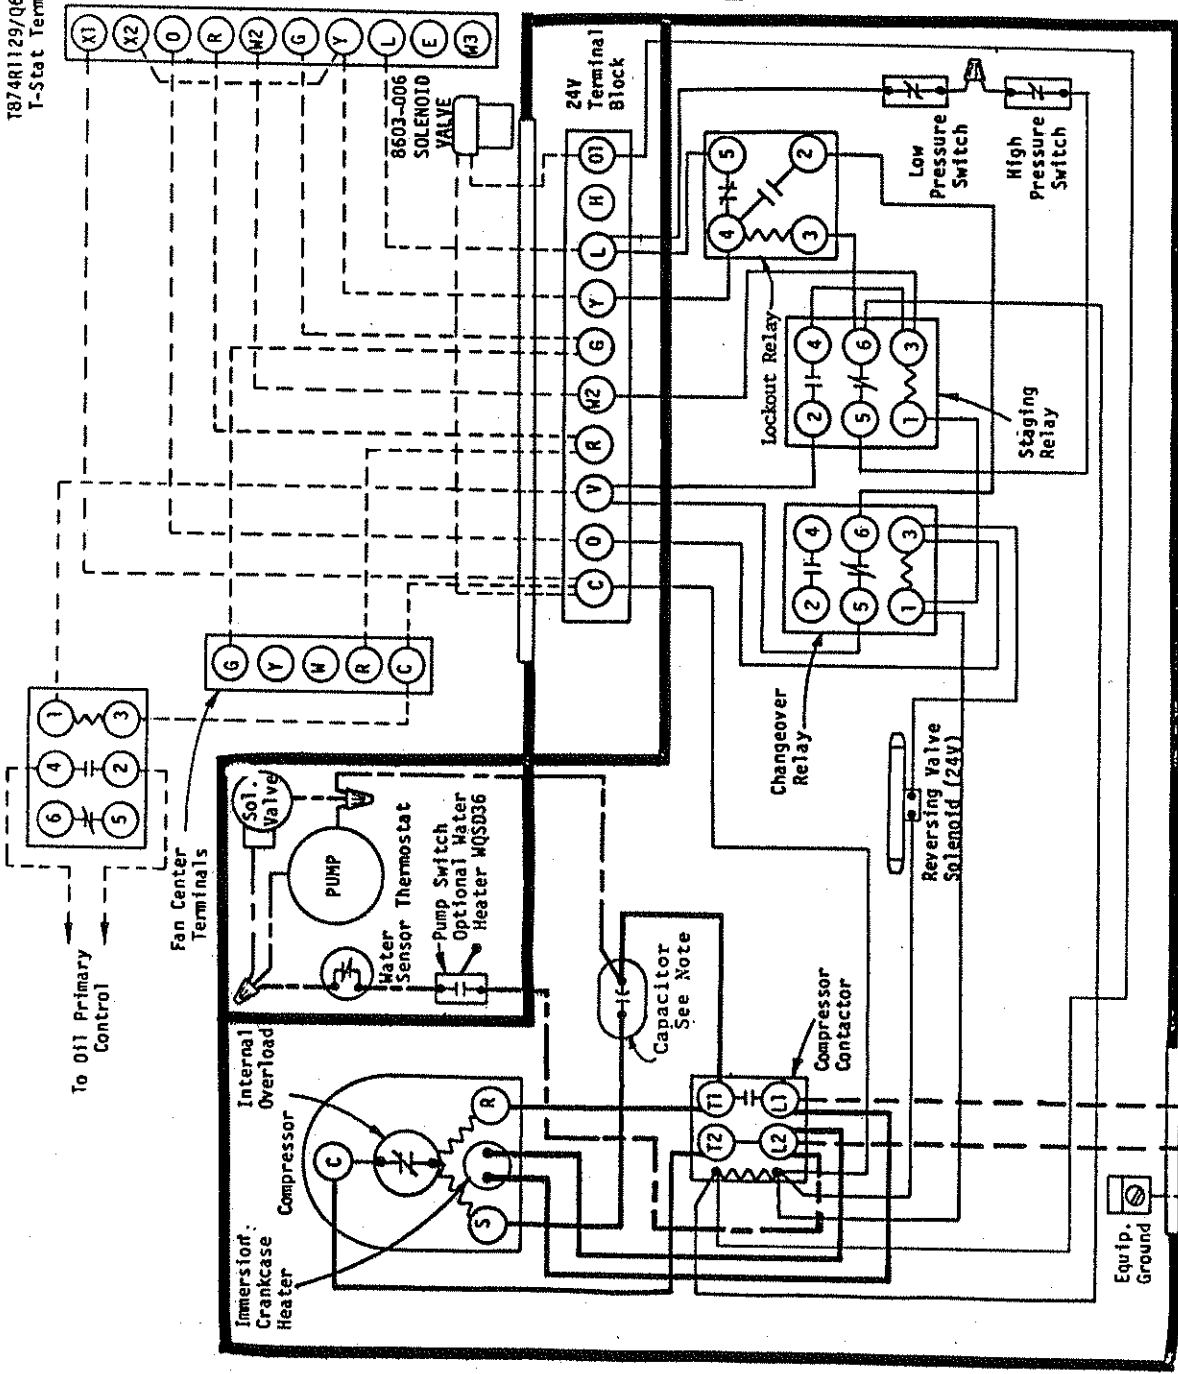 T874R1129/Q6
T-Stat Term
X1
X2
O
R
W2
G
Y
L
E
W3
8603-006
SOLENOID
VALVE
24V
Terminal
Block
C
O
V
R
W2
G
Y
L
H
O1
1
3
4
2
6
5
To Oil Primary
Control
Fan Center
Terminals
G
Y
W
R
C
Sol.
Valve
PUMP
Water
Sensor Thermostat
Pump Switch
Optional Water
Heater WQSD36
Internal
Overload
Compressor
Immersion
Crankcase
Heater
C
R
S
Capacitor
See Note
T1
L1
T2
L2
Compressor
Contactor
Equip.
Ground
5
2
4
3
Lockout Relay
Low
Pressure
Switch
High
Pressure
Switch
4
6
3
2
5
1
Staging
Relay
4
6
3
2
5
1
Changeover
Relay
Reversing Valve
Solenoid (24V)